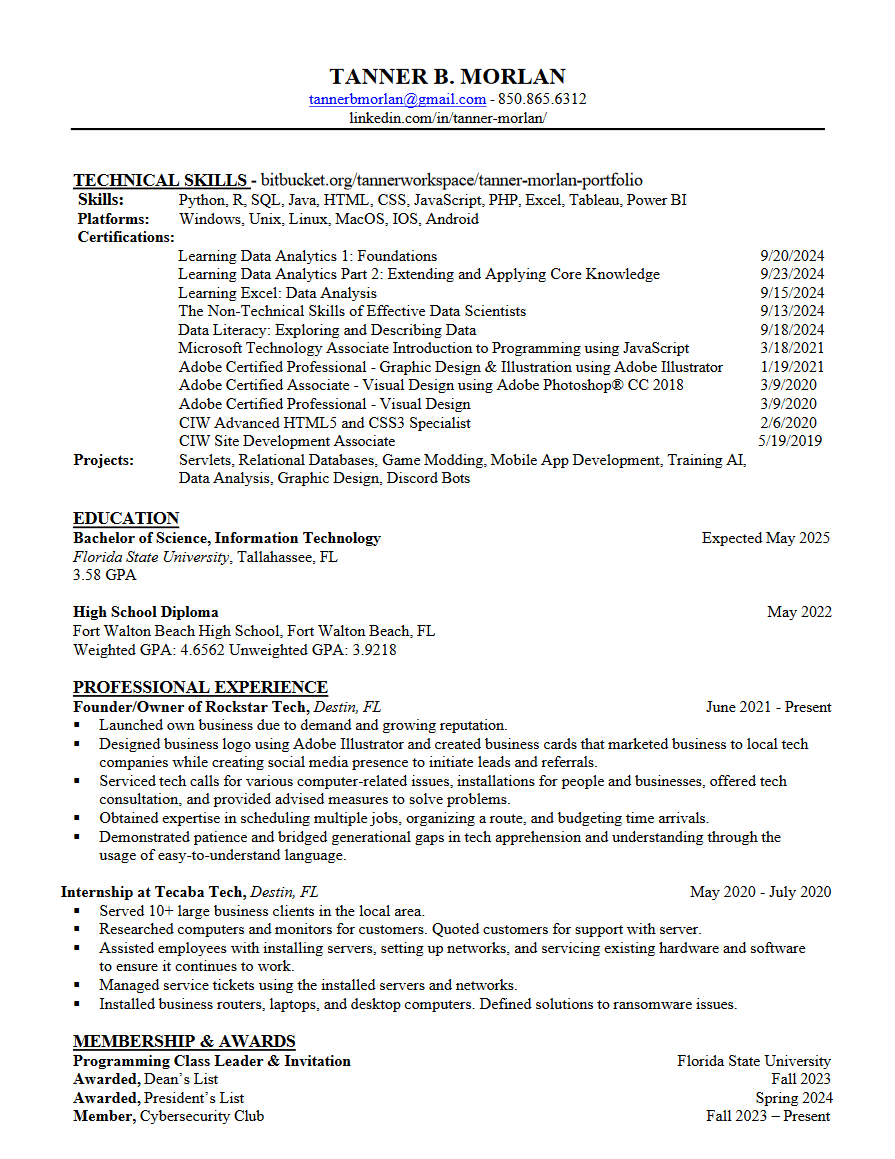 TANNER B. MORLAN
tannerbmorlan@gmail.com - 850.865.6312
linkedin.com/in/tanner-morlan/
TECHNICAL SKILLS - bitbucket.org/tannerworkspace/tanner-morlan-portfolio
Skills: Python, R, SQL, Java, HTML, CSS, JavaScript, PHP, Excel, Tableau, Power BI
Platforms: Windows, Unix, Linux, MacOS, IOS, Android
Certifications:
Learning Data Analytics 1: Foundations 9/20/2024
Learning Data Analytics Part 2: Extending and Applying Core Knowledge 9/23/2024
Learning Excel: Data Analysis 9/15/2024
The Non-Technical Skills of Effective Data Scientists 9/13/2024
Data Literacy: Exploring and Describing Data 9/18/2024
Microsoft Technology Associate Introduction to Programming using JavaScript 3/18/2021
Adobe Certified Professional - Graphic Design & Illustration using Adobe Illustrator 1/19/2021
Adobe Certified Associate - Visual Design using Adobe Photoshop® CC 2018 3/9/2020
Adobe Certified Professional - Visual Design 3/9/2020
CIW Advanced HTML5 and CSS3 Specialist 2/6/2020
CIW Site Development Associate 5/19/2019
Projects: Servlets, Relational Databases, Game Modding, Mobile App Development, Training AI,
Data Analysis, Graphic Design, Discord Bots
EDUCATION
Bachelor of Science, Information Technology Expected May 2025
Florida State University, Tallahassee, FL
3.58 GPA
High School Diploma May 2022
Fort Walton Beach High School, Fort Walton Beach, FL
Weighted GPA: 4.6562 Unweighted GPA: 3.9218
PROFESSIONAL EXPERIENCE
Founder/Owner of Rockstar Tech, Destin, FL June 2021 - Present
▪ Launched own business due to demand and growing reputation.
▪ Designed business logo using Adobe Illustrator and created business cards that marketed business to local tech
companies while creating social media presence to initiate leads and referrals.
▪ Serviced tech calls for various computer-related issues, installations for people and businesses, offered tech
consultation, and provided advised measures to solve problems.
▪ Obtained expertise in scheduling multiple jobs, organizing a route, and budgeting time arrivals.
▪ Demonstrated patience and bridged generational gaps in tech apprehension and understanding through the
usage of easy-to-understand language.
Internship at Tecaba Tech, Destin, FL May 2020 - July 2020
▪ Served 10+ large business clients in the local area.
▪ Researched computers and monitors for customers. Quoted customers for support with server.
▪ Assisted employees with installing servers, setting up networks, and servicing existing hardware and software
to ensure it continues to work.
▪ Managed service tickets using the installed servers and networks.
▪ Installed business routers, laptops, and desktop computers. Defined solutions to ransomware issues.
MEMBERSHIP & AWARDS
Programming Class Leader & Invitation Florida State University
Awarded, Dean's List Fall 2023
Awarded, President's List Spring 2024
Member, Cybersecurity Club Fall 2023 – Present